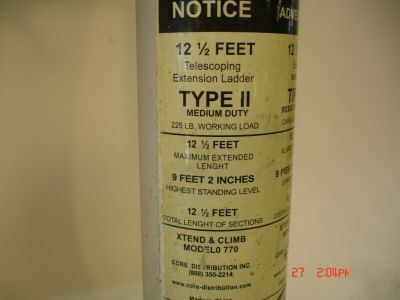 NOTICE
12 ½ FEET
Telescoping
Extension Ladder
TYPE II
MEDIUM DUTY
225 LB. WORKING LOAD
12 ½ FEET
MAXIMUM EXTENDED
LENGHT
9 FEET 2 INCHES
HIGHEST STANDING LEVEL
12 ½ FEET
TOTAL LENGHT OF SECTIONS
XTEND & CLIMB
MODEL0 770
CORE DISTRIBUTION INC.
(888) 355-2214
www.core-distribution.com
27 2:04PM